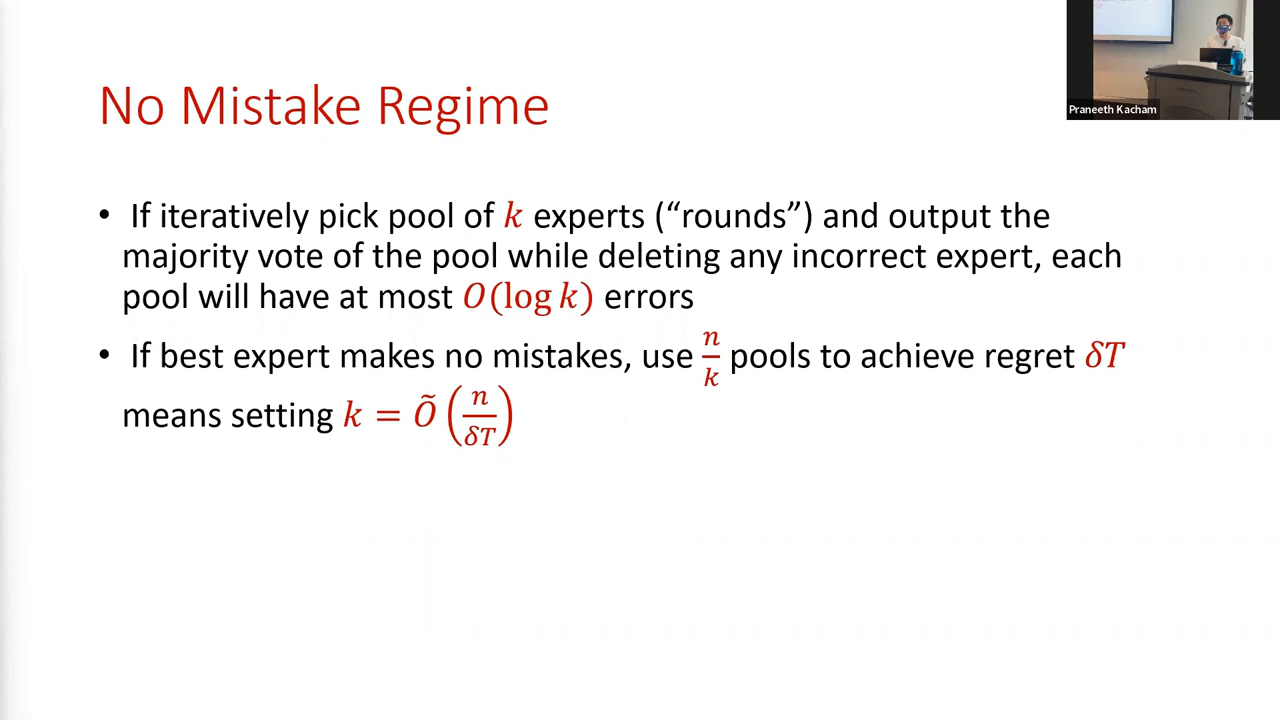 No Mistake Regime
Praneeth Kacham
• If iteratively pick pool of k experts (“rounds”) and output the
majority vote of the pool while deleting any incorrect expert, each
pool will have at most O(log k) errors
• If best expert makes no mistakes, use n/k pools to achieve regret δT
means setting k = Õ(n/δT)